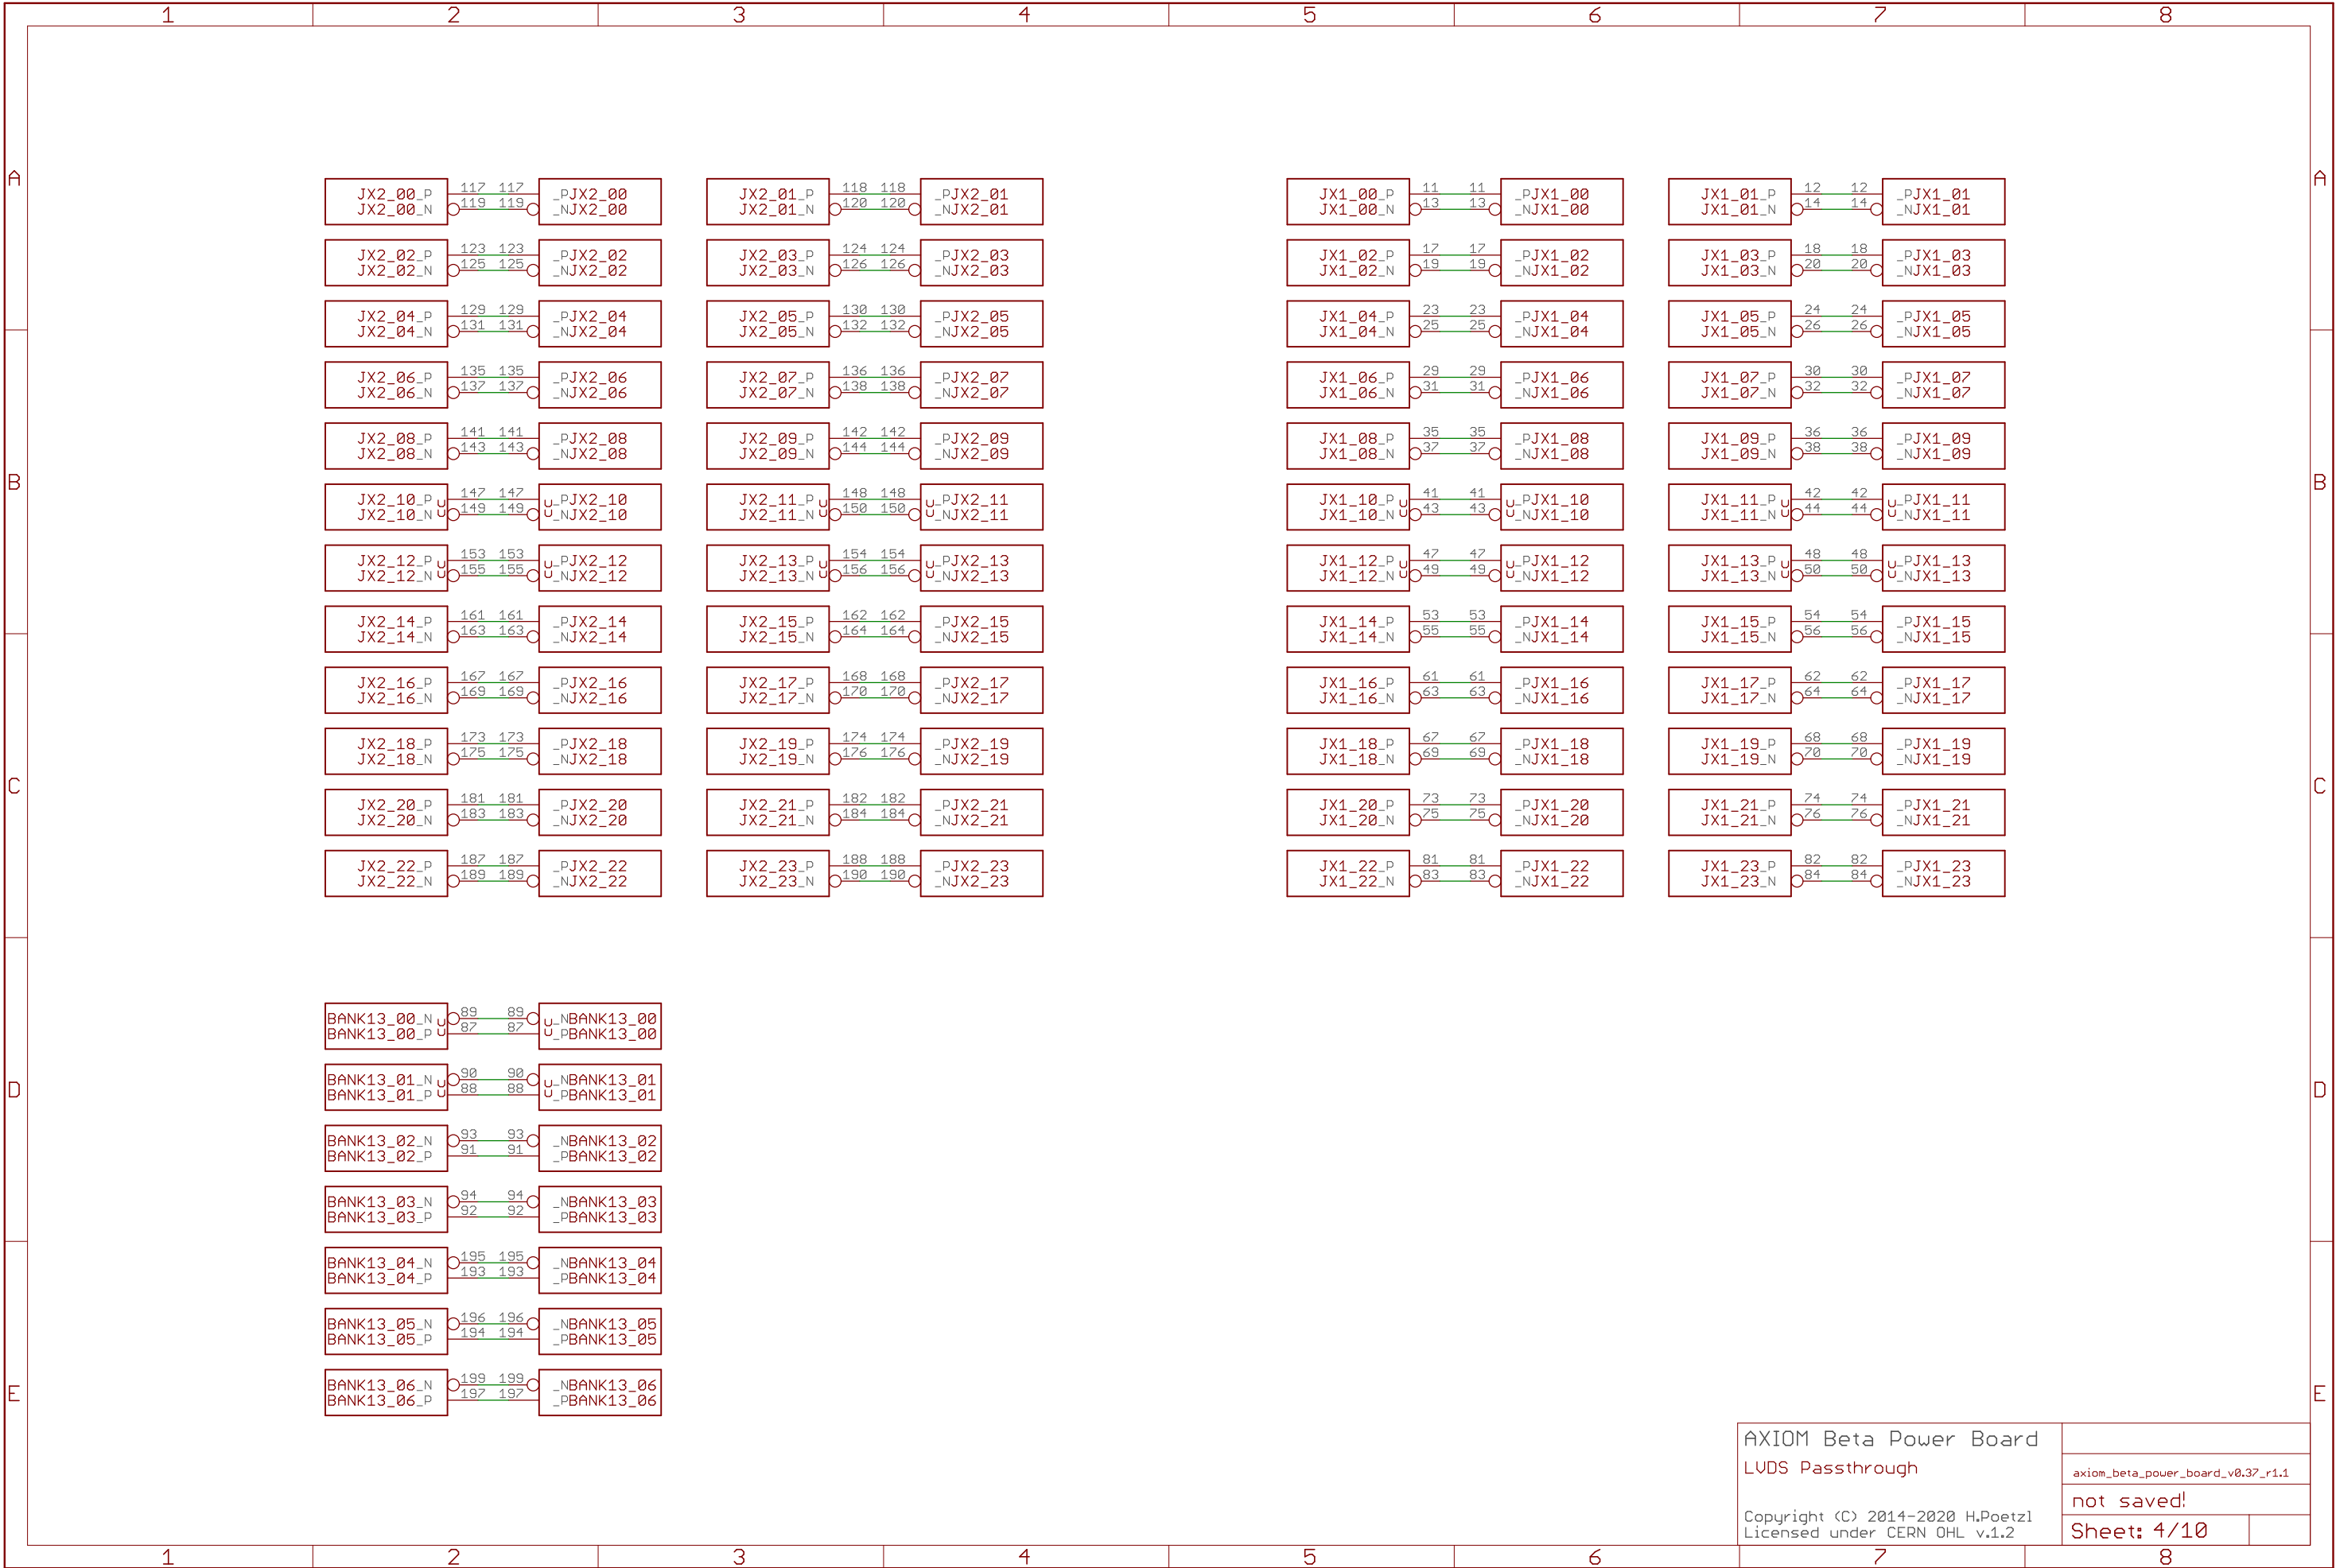 1 2 3 4 5 6 7 8
A A
JX2_00_P 117 117 _PJX2_00 JX2_01_P 118 118 _PJX2_01 JX1_00_P 11 11 _PJX1_00 JX1_01_P 12 12 _PJX1_01
JX2_00_N 119 119 _NJX2_00 JX2_01_N 120 120 _NJX2_01 JX1_00_N 13 13 _NJX1_00 JX1_01_N 14 14 _NJX1_01
JX2_02_P 123 123 _PJX2_02 JX2_03_P 124 124 _PJX2_03 JX1_02_P 17 17 _PJX1_02 JX1_03_P 18 18 _PJX1_03
JX2_02_N 125 125 _NJX2_02 JX2_03_N 126 126 _NJX2_03 JX1_02_N 19 19 _NJX1_02 JX1_03_N 20 20 _NJX1_03
JX2_04_P 129 129 _PJX2_04 JX2_05_P 130 130 _PJX2_05 JX1_04_P 23 23 _PJX1_04 JX1_05_P 24 24 _PJX1_05
JX2_04_N 131 131 _NJX2_04 JX2_05_N 132 132 _NJX2_05 JX1_04_N 25 25 _NJX1_04 JX1_05_N 26 26 _NJX1_05
JX2_06_P 135 135 _PJX2_06 JX2_07_P 136 136 _PJX2_07 JX1_06_P 29 29 _PJX1_06 JX1_07_P 30 30 _PJX1_07
JX2_06_N 137 137 _NJX2_06 JX2_07_N 138 138 _NJX2_07 JX1_06_N 31 31 _NJX1_06 JX1_07_N 32 32 _NJX1_07
JX2_08_P 141 141 _PJX2_08 JX2_09_P 142 142 _PJX2_09 JX1_08_P 35 35 _PJX1_08 JX1_09_P 36 36 _PJX1_09
JX2_08_N 143 143 _NJX2_08 JX2_09_N 144 144 _NJX2_09 JX1_08_N 37 37 _NJX1_08 JX1_09_N 38 38 _NJX1_09
B B
JX2_10_P U 147 147 U _PJX2_10 JX2_11_P U 148 148 U _PJX2_11 JX1_10_P U 41 41 U _PJX1_10 JX1_11_P U 42 42 U _PJX1_11
JX2_10_N U 149 149 U _NJX2_10 JX2_11_N U 150 150 U _NJX2_11 JX1_10_N U 43 43 U _NJX1_10 JX1_11_N U 44 44 U _NJX1_11
JX2_12_P U 153 153 U _PJX2_12 JX2_13_P U 154 154 U _PJX2_13 JX1_12_P U 47 47 U _PJX1_12 JX1_13_P U 48 48 U _PJX1_13
JX2_12_N U 155 155 U _NJX2_12 JX2_13_N U 156 156 U _NJX2_13 JX1_12_N U 49 49 U _NJX1_12 JX1_13_N U 50 50 U _NJX1_13
JX2_14_P 161 161 _PJX2_14 JX2_15_P 162 162 _PJX2_15 JX1_14_P 53 53 _PJX1_14 JX1_15_P 54 54 _PJX1_15
JX2_14_N 163 163 _NJX2_14 JX2_15_N 164 164 _NJX2_15 JX1_14_N 55 55 _NJX1_14 JX1_15_N 56 56 _NJX1_15
JX2_16_P 167 167 _PJX2_16 JX2_17_P 168 168 _PJX2_17 JX1_16_P 61 61 _PJX1_16 JX1_17_P 62 62 _PJX1_17
JX2_16_N 169 169 _NJX2_16 JX2_17_N 170 170 _NJX2_17 JX1_16_N 63 63 _NJX1_16 JX1_17_N 64 64 _NJX1_17
JX2_18_P 173 173 _PJX2_18 JX2_19_P 174 174 _PJX2_19 JX1_18_P 67 67 _PJX1_18 JX1_19_P 68 68 _PJX1_19
JX2_18_N 175 175 _NJX2_18 JX2_19_N 176 176 _NJX2_19 JX1_18_N 69 69 _NJX1_18 JX1_19_N 70 70 _NJX1_19
C C
JX2_20_P 181 181 _PJX2_20 JX2_21_P 182 182 _PJX2_21 JX1_20_P 73 73 _PJX1_20 JX1_21_P 74 74 _PJX1_21
JX2_20_N 183 183 _NJX2_20 JX2_21_N 184 184 _NJX2_21 JX1_20_N 75 75 _NJX1_20 JX1_21_N 76 76 _NJX1_21
JX2_22_P 187 187 _PJX2_22 JX2_23_P 188 188 _PJX2_23 JX1_22_P 81 81 _PJX1_22 JX1_23_P 82 82 _PJX1_23
JX2_22_N 189 189 _NJX2_22 JX2_23_N 190 190 _NJX2_23 JX1_22_N 83 83 _NJX1_22 JX1_23_N 84 84 _NJX1_23
BANK13_00_N U 89 89 U _NBANK13_00
BANK13_00_P U 87 87 U _PBANK13_00
BANK13_01_N U 90 90 U _NBANK13_01
D D
BANK13_01_P U 88 88 U _PBANK13_01
BANK13_02_N 93 93 _NBANK13_02
BANK13_02_P 91 91 _PBANK13_02
BANK13_03_N 94 94 _NBANK13_03
BANK13_03_P 92 92 _PBANK13_03
BANK13_04_N 195 195 _NBANK13_04
BANK13_04_P 193 193 _PBANK13_04
BANK13_05_N 196 196 _NBANK13_05
BANK13_05_P 194 194 _PBANK13_05
BANK13_06_N 199 199 _NBANK13_06
E E
BANK13_06_P 197 197 _PBANK13_06
AXIOM Beta Power Board
LVDS Passthrough
axiom_beta_power_board_v0.37_r1.1
not saved!
Copyright (C) 2014-2020 H.Poetzl
Licensed under CERN OHL v.1.2
Sheet: 4/10
1 2 3 4 5 6 7 8